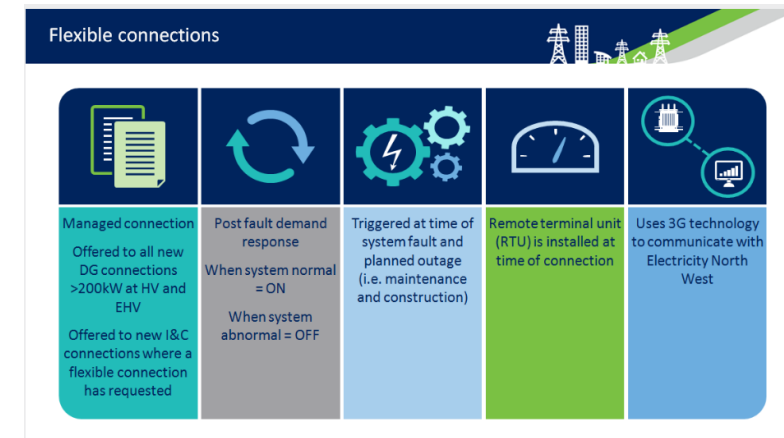 Flexible connections
Managed connection
Offered to all new
DG connections
>200kW at HV and
EHV
Offered to new I&C
connections where a
flexible connection
has requested
Post fault demand
response
When system normal
= ON
When system
abnormal = OFF
Triggered at time of
system fault and
planned outage
(i.e. maintenance
and construction)
Remote terminal unit
(RTU) is installed at
time of connection
Uses 3G technology
to communicate with
Electricity North
West